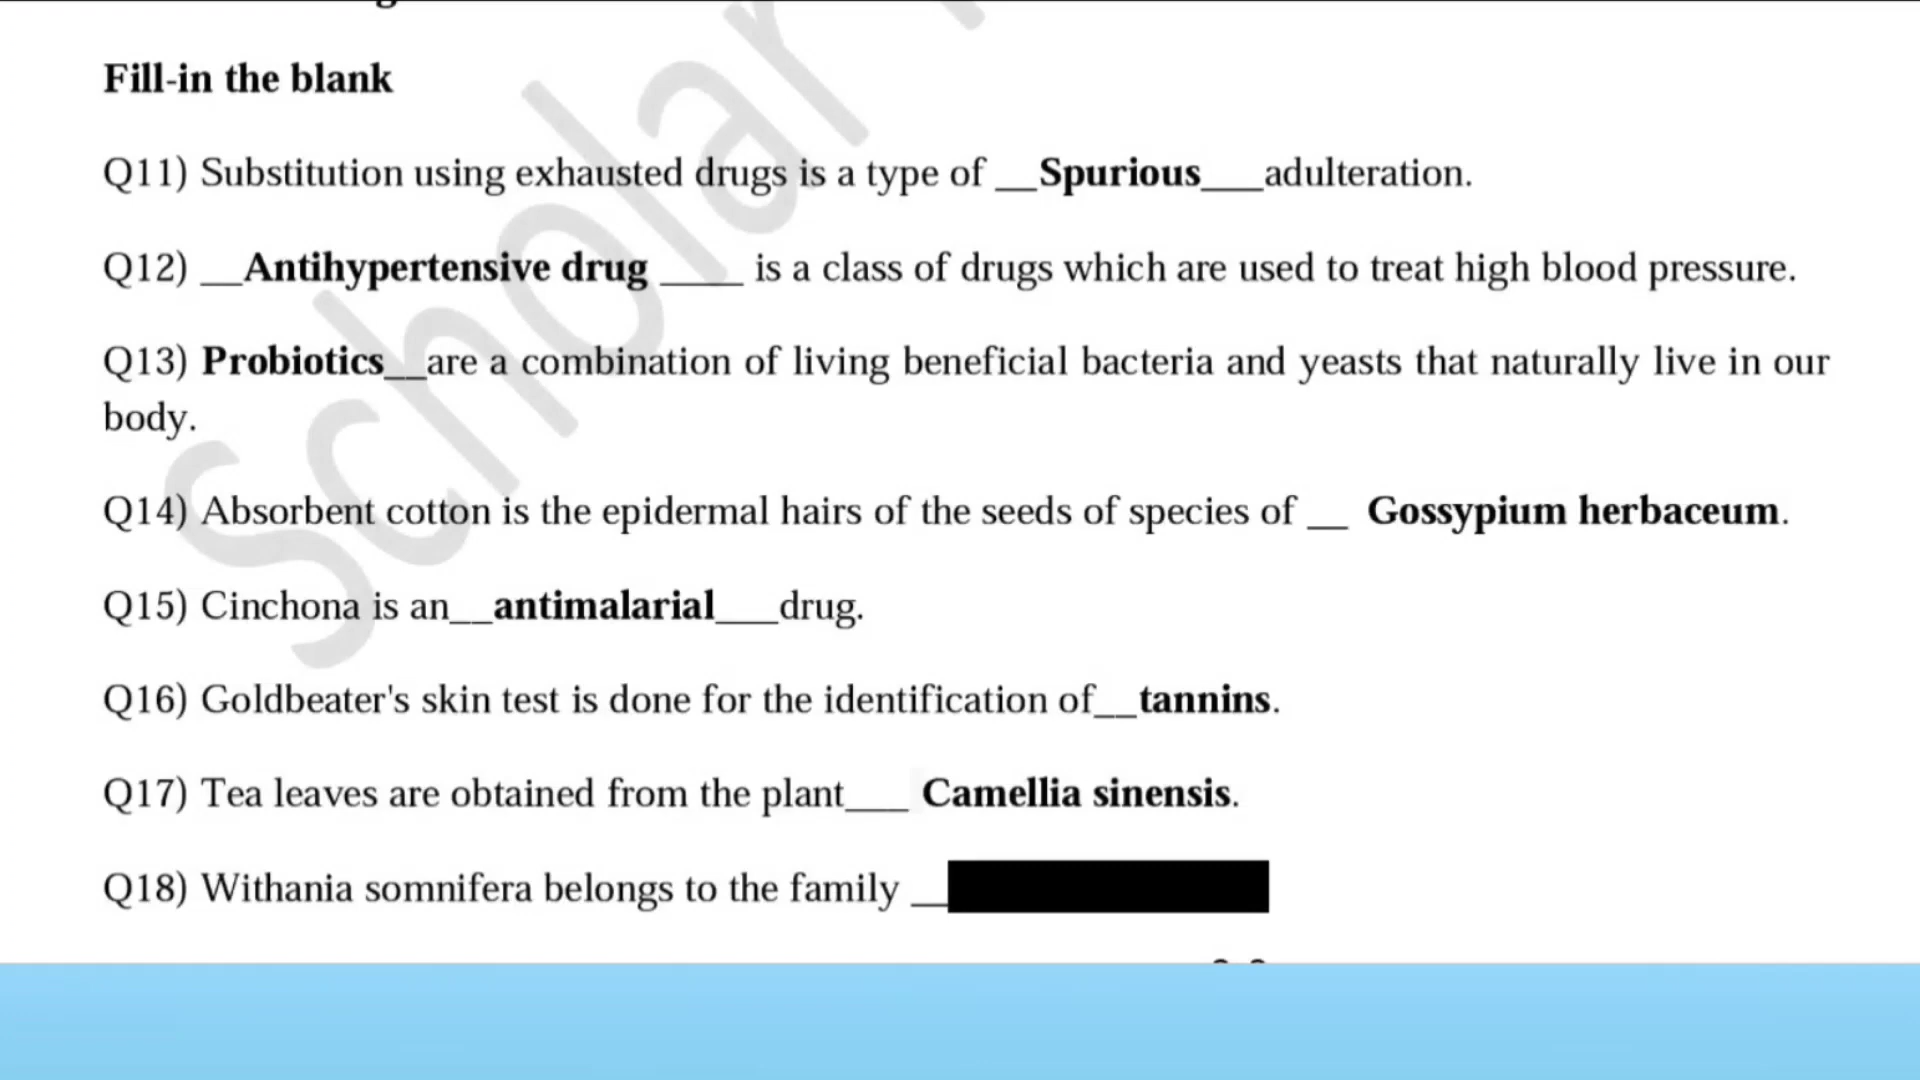 Fill-in the blank
Q11) Substitution using exhausted drugs is a type of __Spurious___adulteration.
Q12) __Antihypertensive drug ____ is a class of drugs which are used to treat high blood pressure.
Q13) Probiotics__are a combination of living beneficial bacteria and yeasts that naturally live in our
body.
Q14) Absorbent cotton is the epidermal hairs of the seeds of species of __ Gossypium herbaceum.
Q15) Cinchona is an__antimalarial___drug.
Q16) Goldbeater's skin test is done for the identification of__tannins.
Q17) Tea leaves are obtained from the plant___ Camellia sinensis.
Q18) Withania somnifera belongs to the family __
Scholar